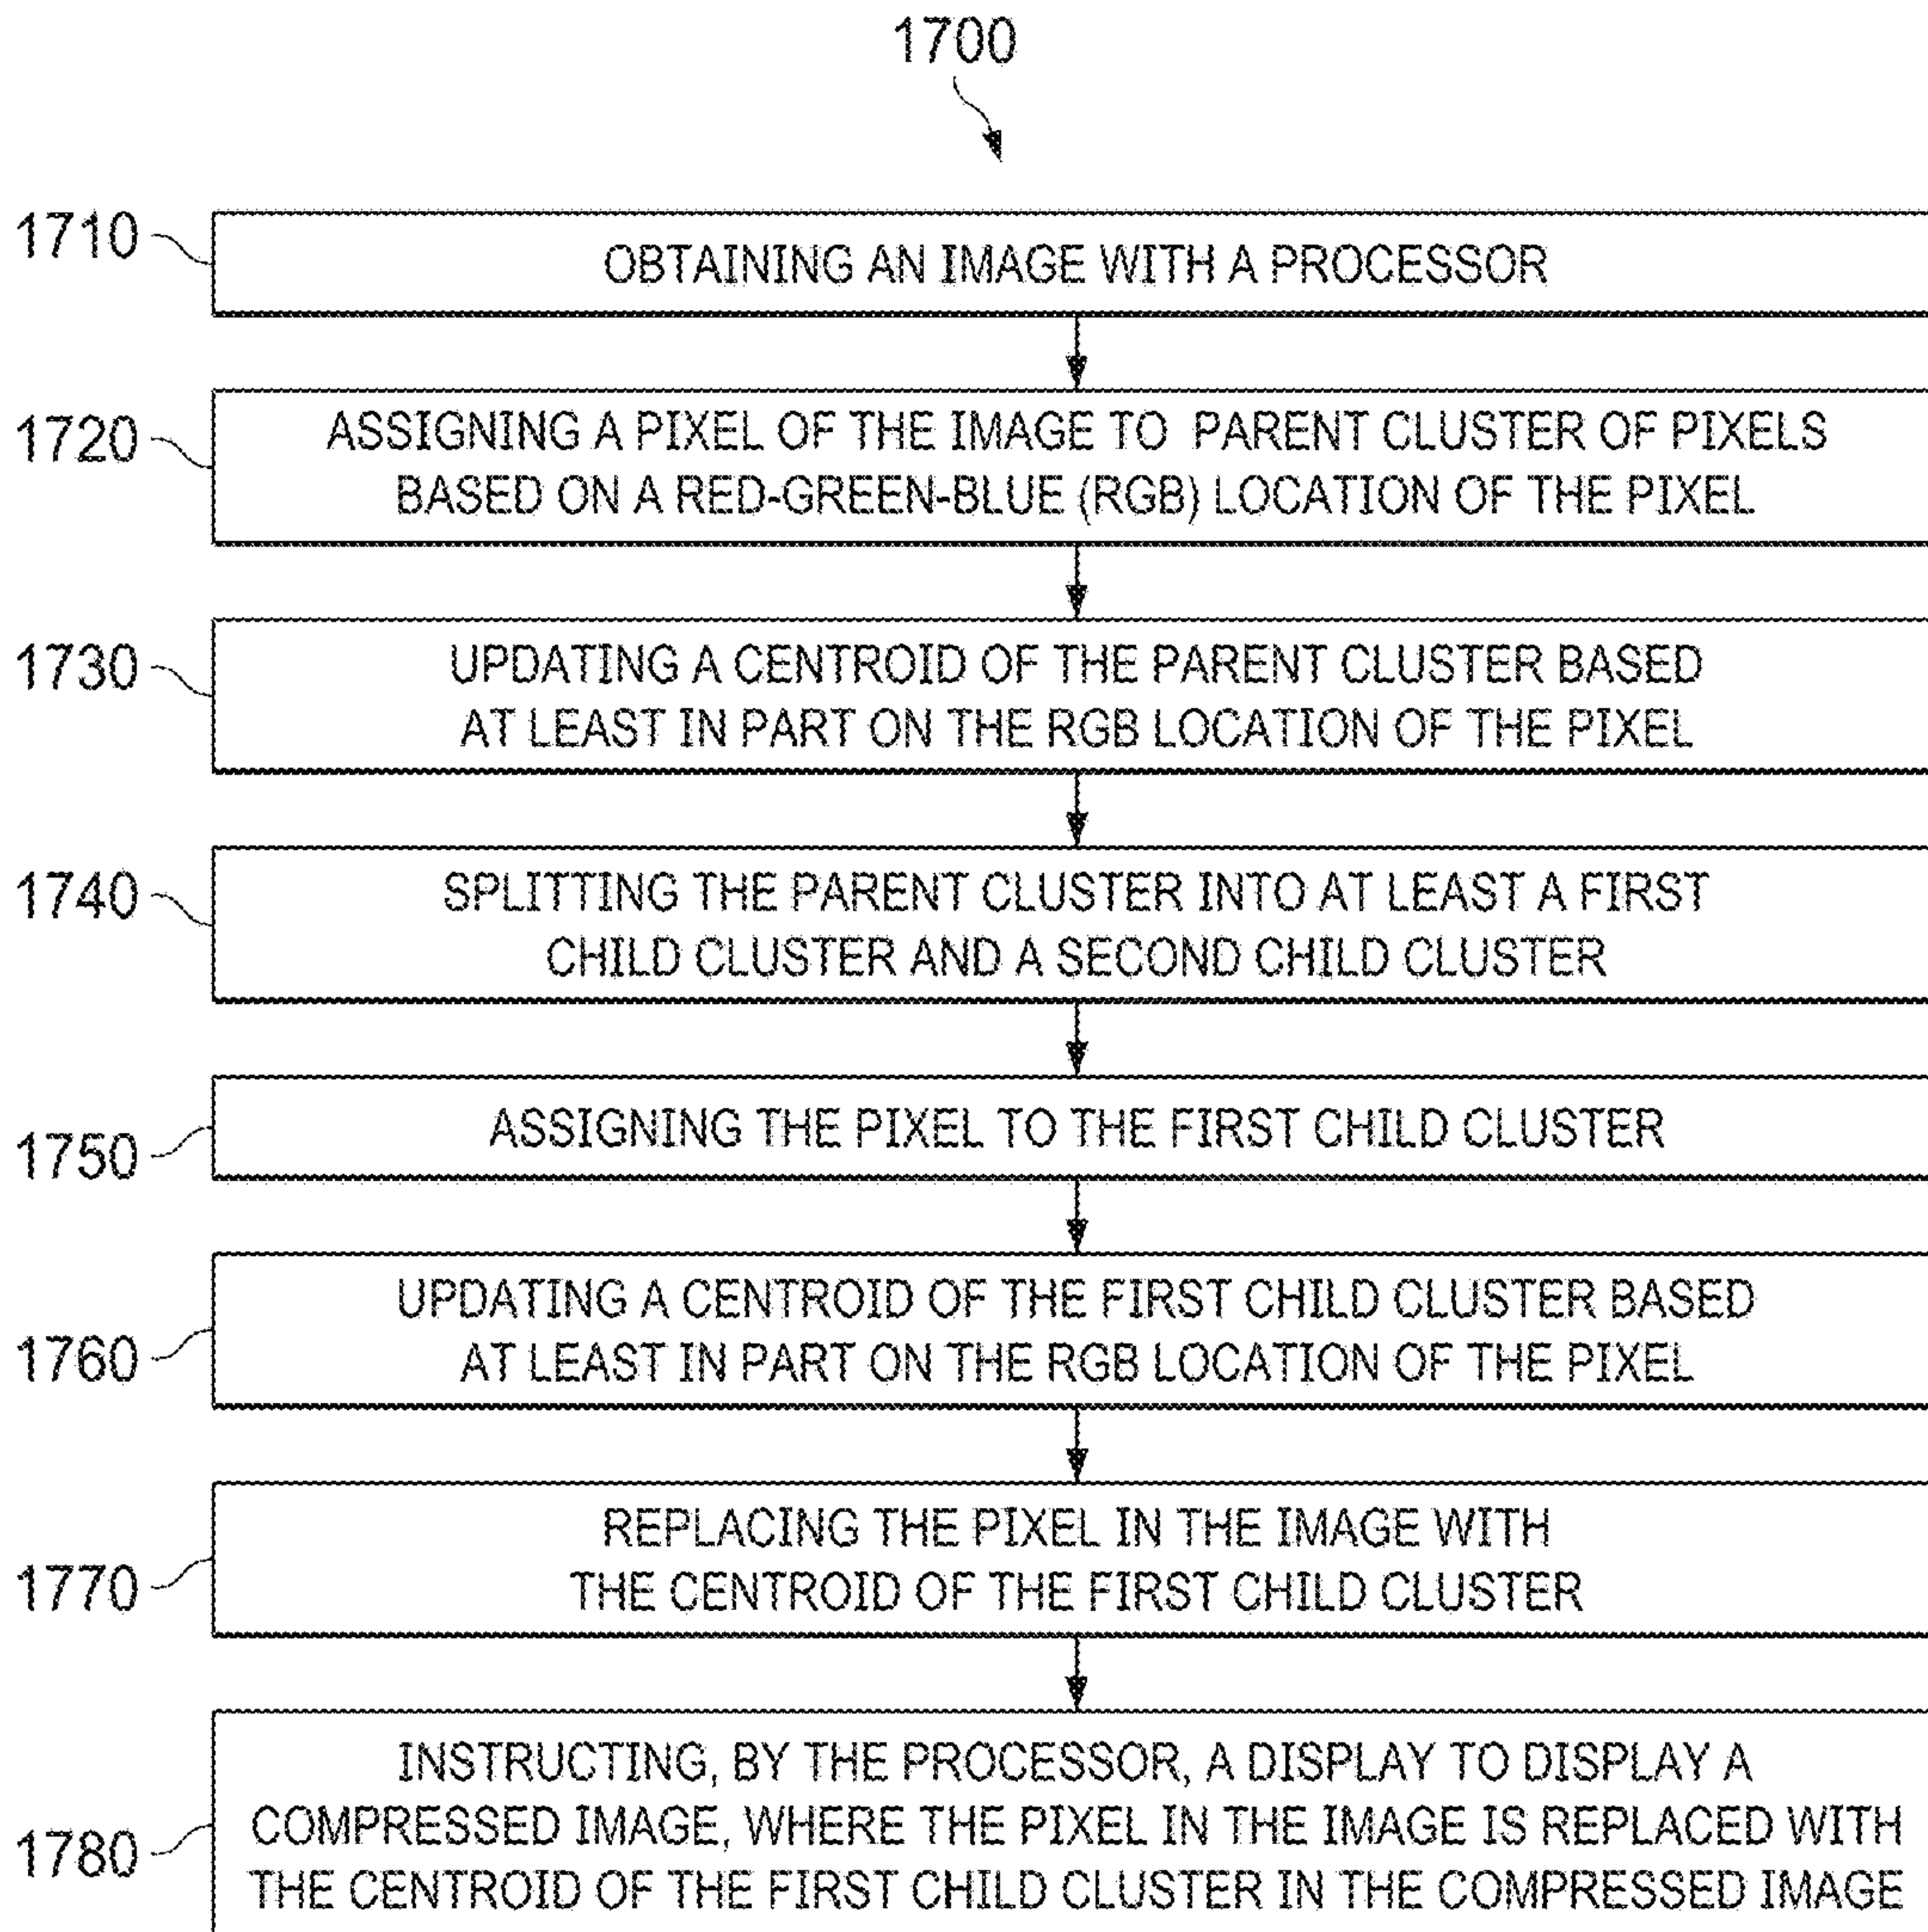 1700
1710
OBTAINING AN IMAGE WITH A PROCESSOR
1720
ASSIGNING A PIXEL OF THE IMAGE TO PARENT CLUSTER OF PIXELS
BASED ON A RED-GREEN-BLUE (RGB) LOCATION OF THE PIXEL
1730
UPDATING A CENTROID OF THE PARENT CLUSTER BASED
AT LEAST IN PART ON THE RGB LOCATION OF THE PIXEL
1740
SPLITTING THE PARENT CLUSTER INTO AT LEAST A FIRST
CHILD CLUSTER AND A SECOND CHILD CLUSTER
1750
ASSIGNING THE PIXEL TO THE FIRST CHILD CLUSTER
1760
UPDATING A CENTROID OF THE FIRST CHILD CLUSTER BASED
AT LEAST IN PART ON THE RGB LOCATION OF THE PIXEL
1770
REPLACING THE PIXEL IN THE IMAGE WITH
THE CENTROID OF THE FIRST CHILD CLUSTER
1780
INSTRUCTING, BY THE PROCESSOR, A DISPLAY TO DISPLAY A
COMPRESSED IMAGE, WHERE THE PIXEL IN THE IMAGE IS REPLACED WITH
THE CENTROID OF THE FIRST CHILD CLUSTER IN THE COMPRESSED IMAGE